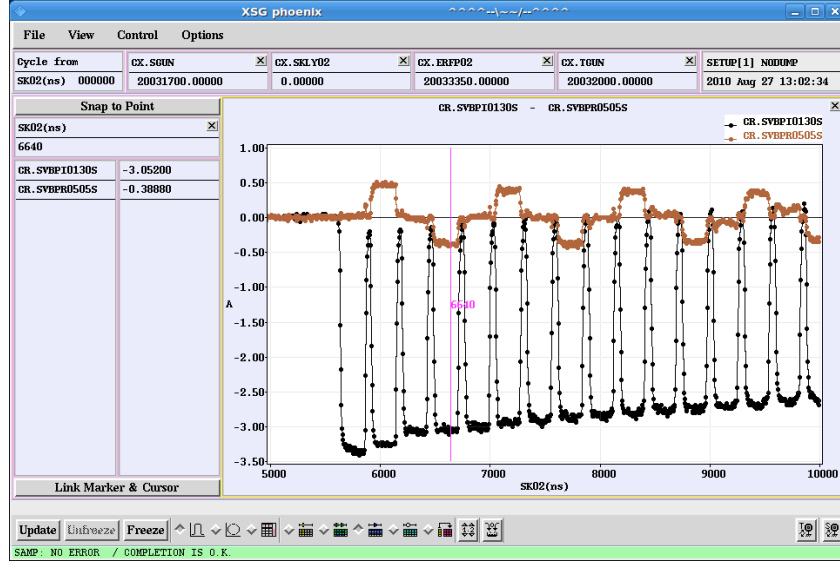 XSG phoenix
File View Control Options
Cycle from
SK02(ns) 000000
CX.SGUN
20031700.00000
CX.SKLY02
0.00000
CX.ERFP02
20033350.00000
CX.TGUN
20032000.00000
SETUP[1] NODUMP
2010 Aug 27 13:02:34
Snap to Point
SK02(ns)
6640
CR.SVBPI0130S -3.05200
CR.SVBPR0505S -0.38880
Link Marker & Cursor
CR.SVBPI0130S - CR.SVBPR0505S
CR.SVBPI0130S
CR.SVBPR0505S
1.00
0.50
0.00
-0.50
-1.00
A
-1.50
-2.00
-2.50
-3.00
-3.50
6640
5000 6000 7000 8000 9000 10000
SK02(ns)
Update Unfreeze Freeze
SAMP: NO ERROR / COMPLETION IS O.K.